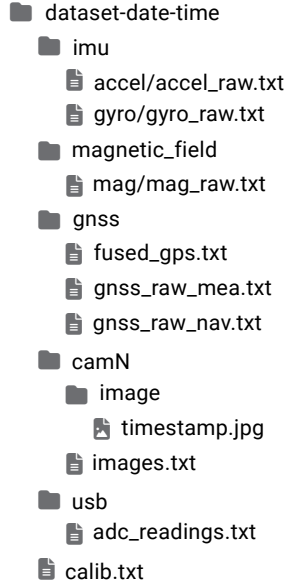 dataset-date-time
imu
accel/accel_raw.txt
gyro/gyro_raw.txt
magnetic_field
mag/mag_raw.txt
gnss
fused_gps.txt
gnss_raw_mea.txt
gnss_raw_nav.txt
camN
image
timestamp.jpg
images.txt
usb
adc_readings.txt
calib.txt